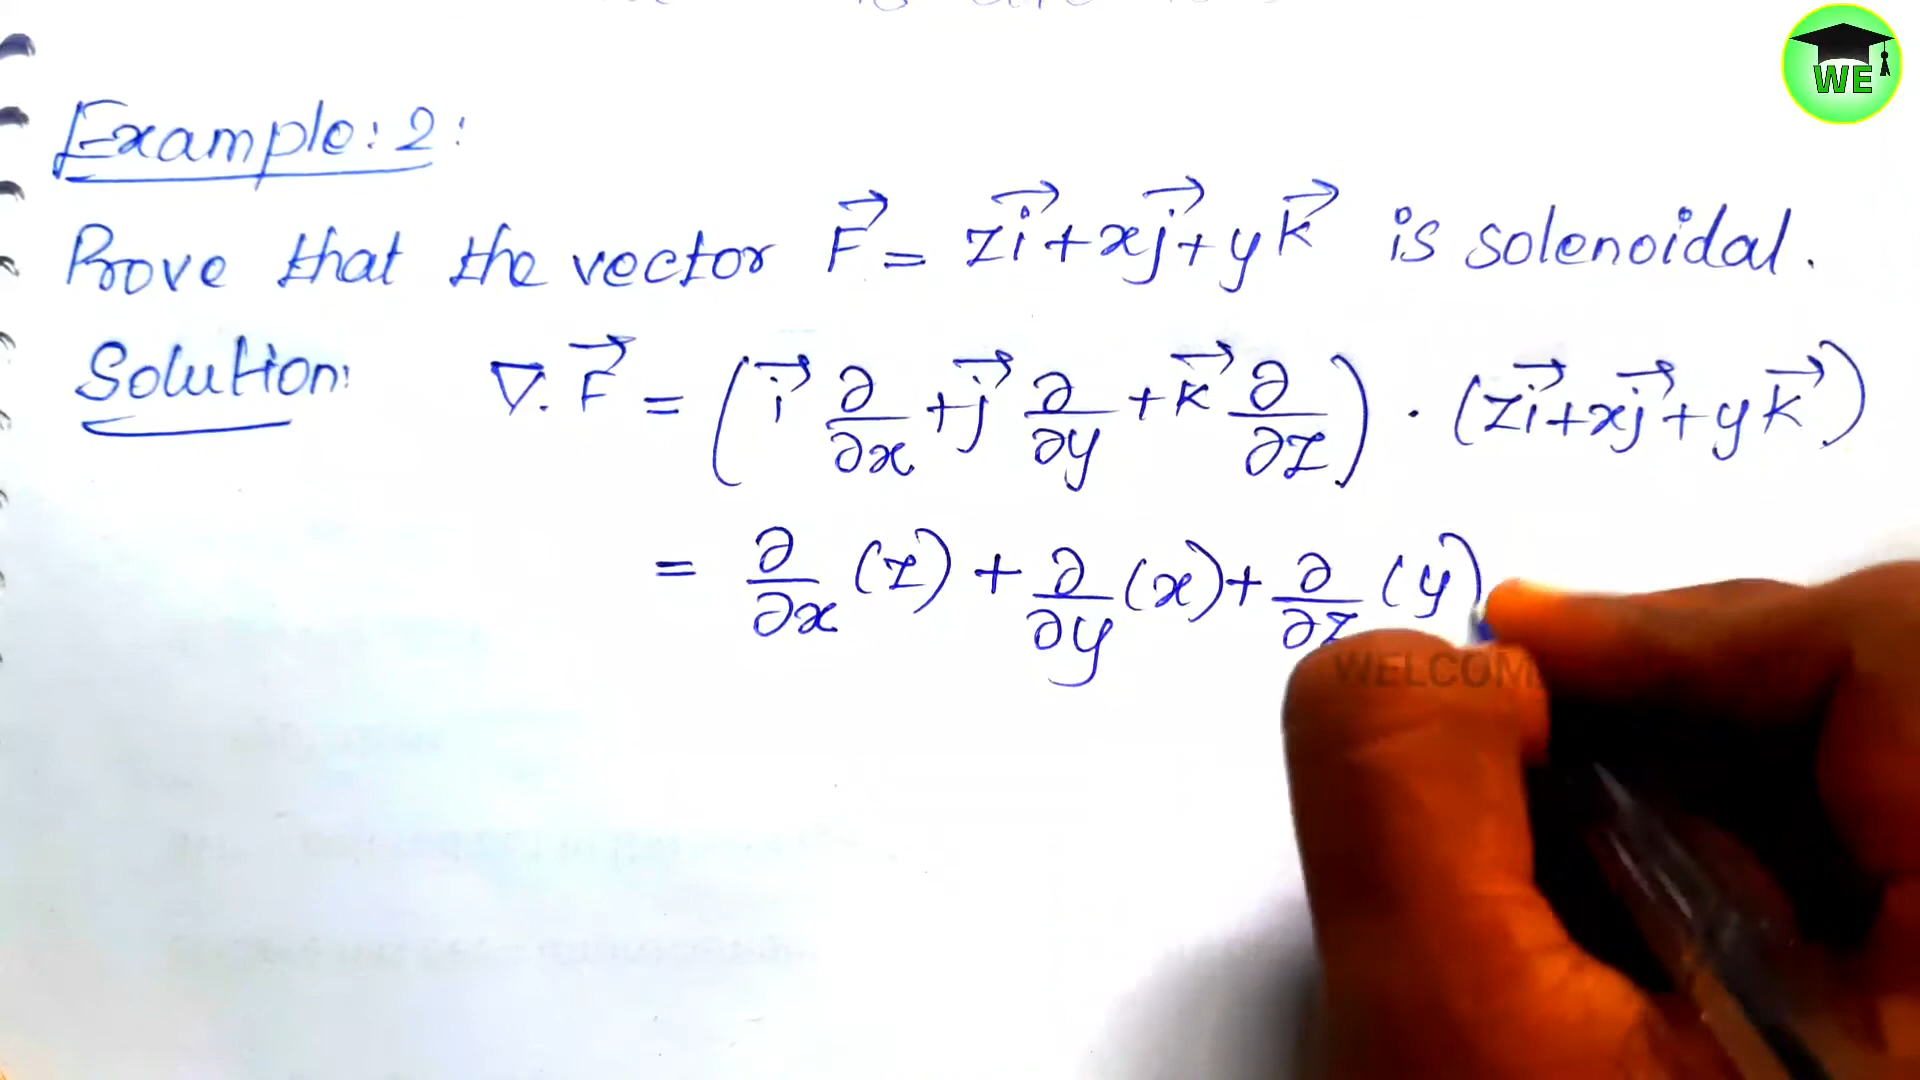 WE
Example: 2:
Prove that the vector F⃗ = zi⃗ + xj⃗ + yk⃗ is solenoidal.
Solution: ∇. F⃗ = (i⃗ ∂/∂x + j⃗ ∂/∂y + k⃗ ∂/∂z) · (zi⃗ + xj⃗ + yk⃗)
= ∂/∂x (z) + ∂/∂y (x) + ∂/∂z (y)